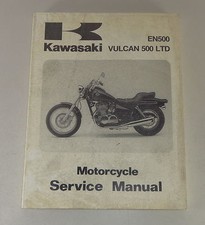 EN500
Kawasaki VULCAN 500 LTD
Motorcycle
Service Manual